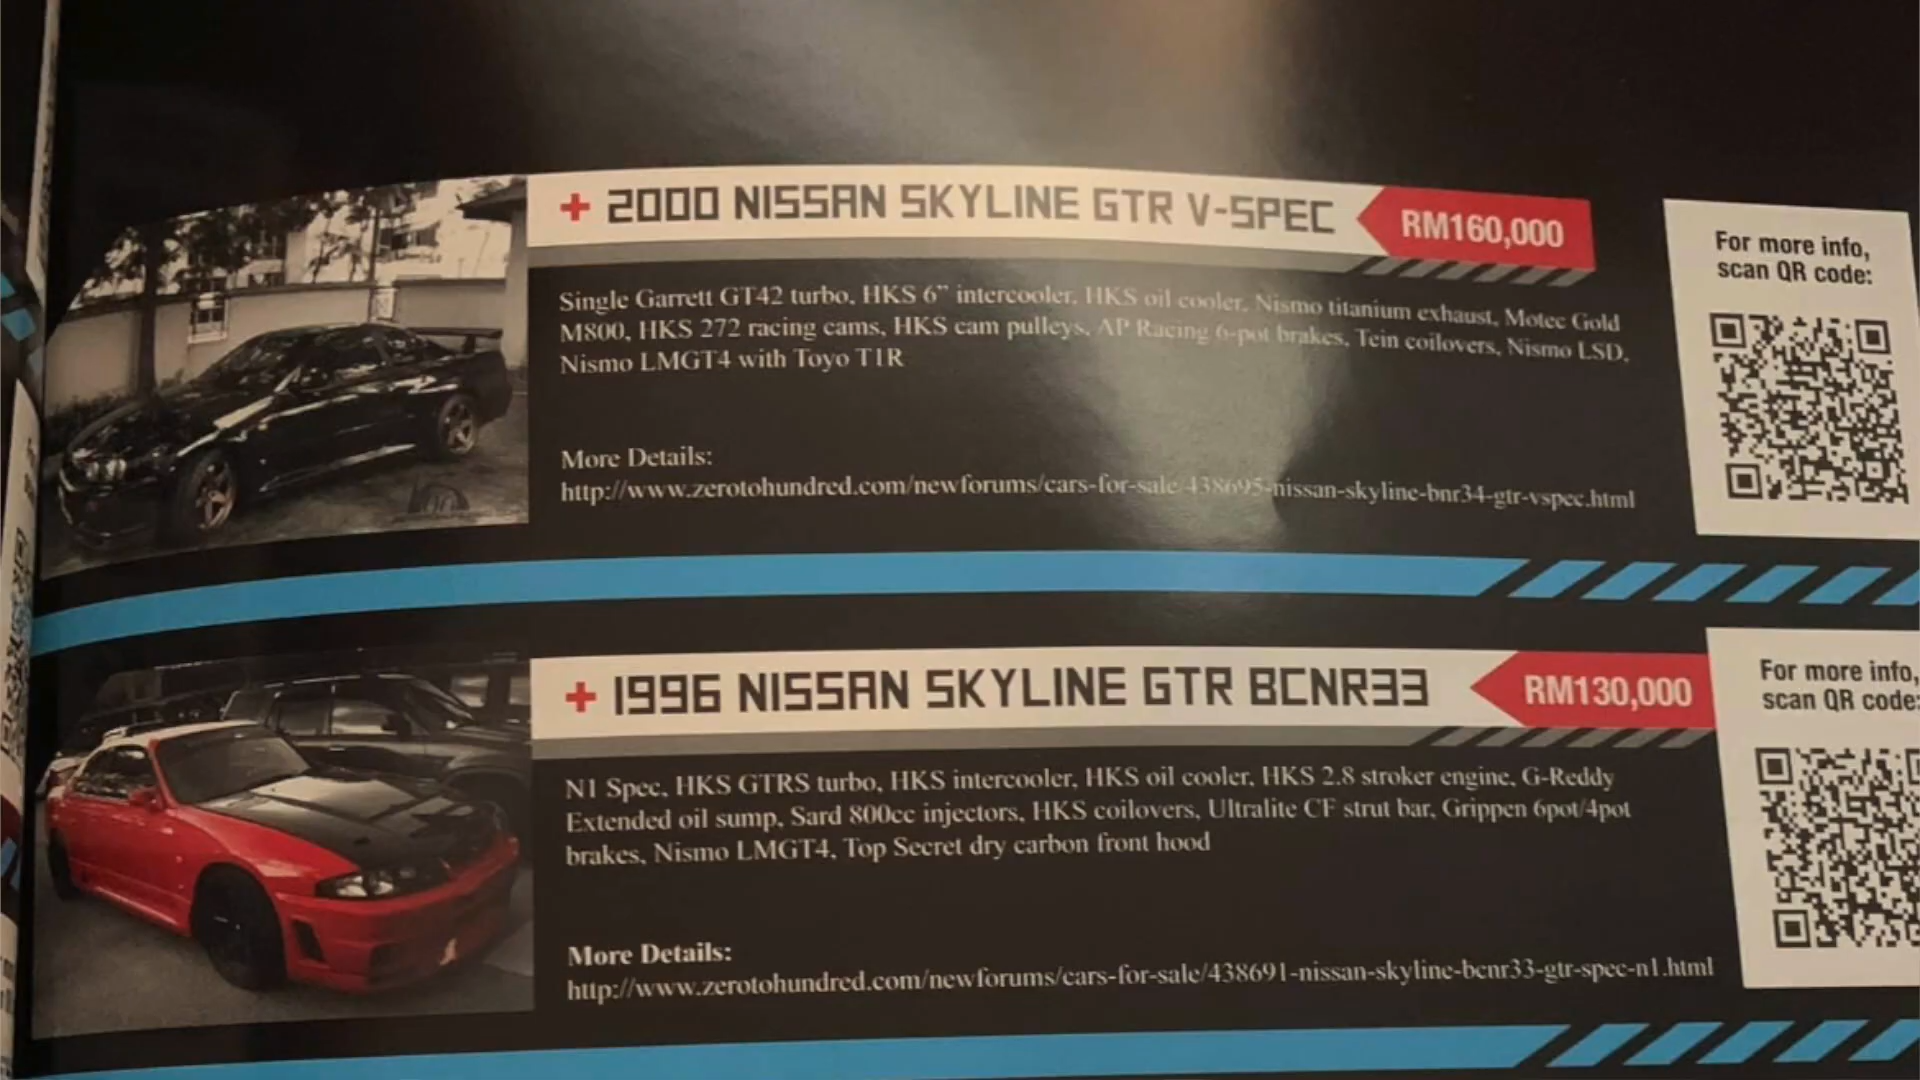 + 2000 NISSAN SKYLINE GTR V-SPEC
RM160,000
Single Garrett GT42 turbo, HKS 6" intercooler, HKS oil cooler, Nismo titanium exhaust, Motec Gold
M800, HKS 272 racing cams, HKS cam pulleys, AP Racing 6-pot brakes, Tein coilovers, Nismo LSD,
Nismo LMGT4 with Toyo T1R
More Details:
http://www.zerotohundred.com/newforums/cars-for-sale/438695-nissan-skyline-bnr34-gtr-vspec.html
For more info,
scan QR code:
+ 1996 NISSAN SKYLINE GTR BCNR33
RM130,000
N1 Spec, HKS GTRS turbo, HKS intercooler, HKS oil cooler, HKS 2.8 stroker engine, G-Reddy
Extended oil sump, Sard 800cc injectors, HKS coilovers, Ultralite CF strut bar, Grippen 6pot/4pot
brakes, Nismo LMGT4, Top Secret dry carbon front hood
More Details:
http://www.zerotohundred.com/newforums/cars-for-sale/438691-nissan-skyline-bcnr33-gtr-spec-n1.html
For more info,
scan QR code: